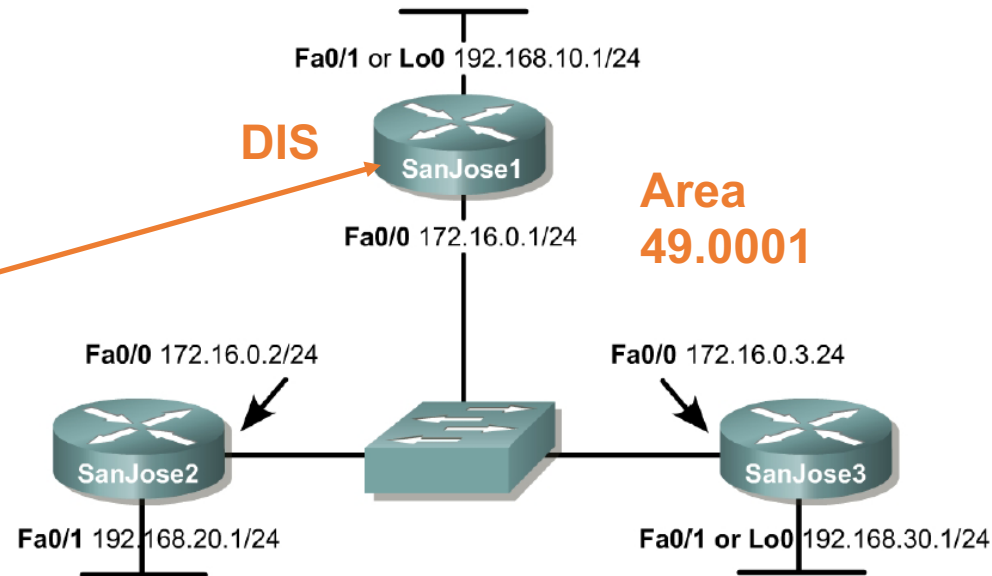 Fa0/1 or Lo0 192.168.10.1/24
DIS
SanJose1
Area
49.0001
Fa0/0 172.16.0.1/24
Fa0/0 172.16.0.2/24
Fa0/0 172.16.0.3.24
SanJose2
SanJose3
Fa0/1 192.168.20.1/24
Fa0/1 or Lo0 192.168.30.1/24